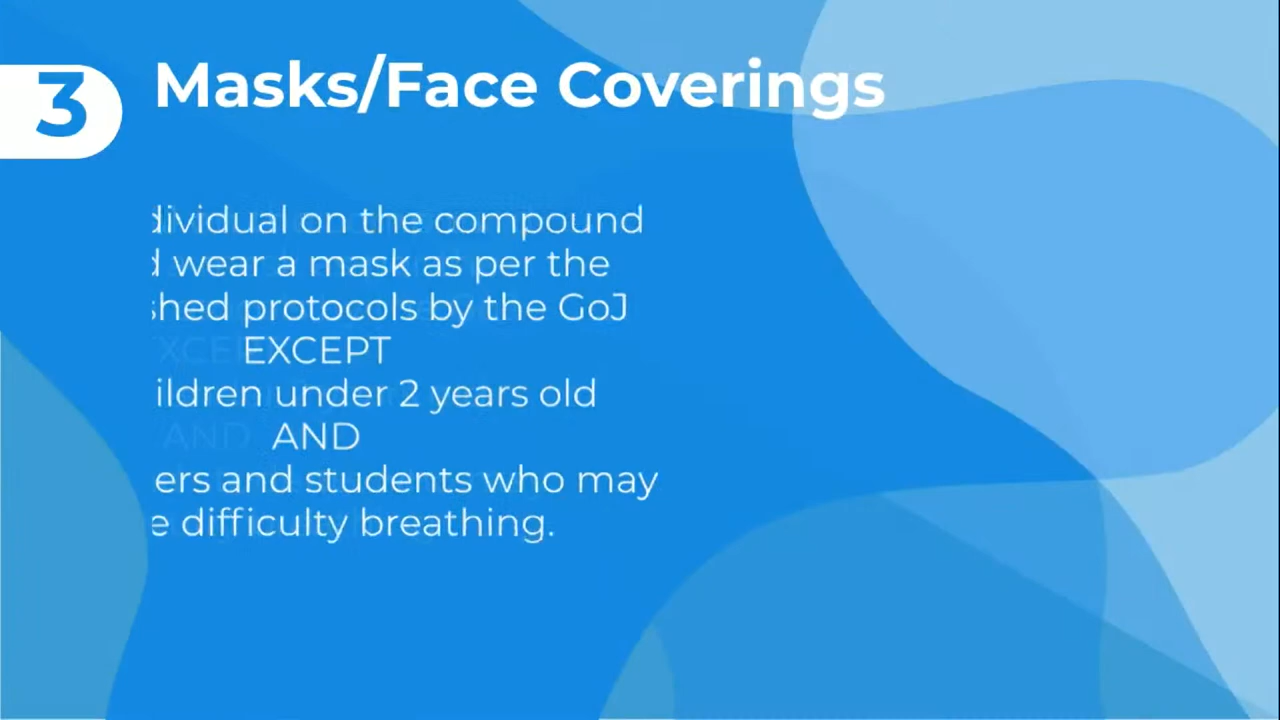 3
Masks/Face Coverings
dividual on the compound
d wear a mask as per the
shed protocols by the GoJ
EXCEPT
ildren under 2 years old
AND
ers and students who may
e difficulty breathing.